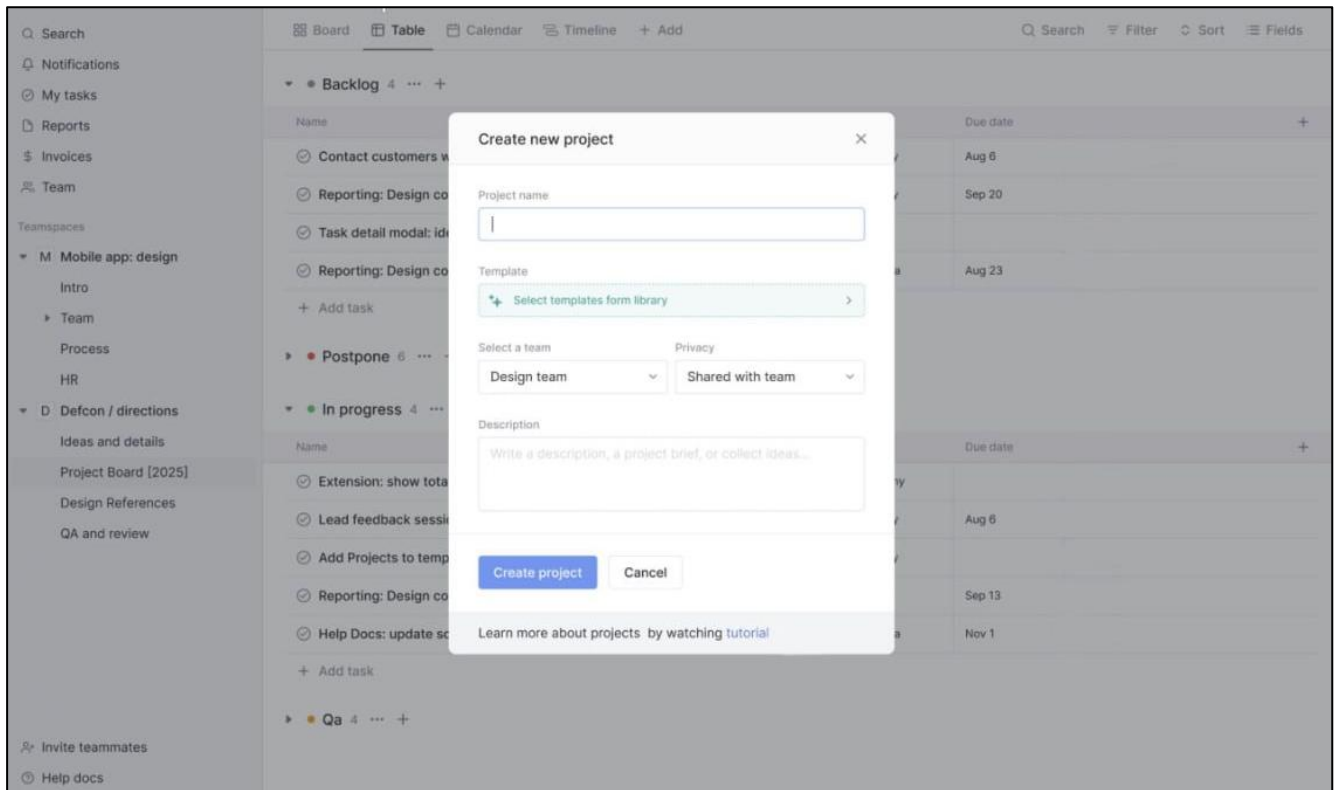 Search
Notifications
My tasks
Reports
$ Invoices
Team
Teamspaces
M Mobile app: design
Intro
Team
Process
HR
D Defcon / directions
Ideas and details
Project Board [2025]
Design References
QA and review
Invite teammates
Help docs
Board Table Calendar Timeline + Add
Search Filter Sort Fields
Backlog 4 ... +
Name Due date +
Contact customers w y Aug 6
Reporting: Design co y Sep 20
Task detail modal: ide
Reporting: Design co a Aug 23
+ Add task
Postpone 6 ...
In progress 4 ...
Name Due date +
Extension: show tota ny
Lead feedback sessi y Aug 6
Add Projects to temp y
Reporting: Design co Sep 13
Help Docs: update sc a Nov 1
+ Add task
Qa 4 ... +
Create new project
Project name
Template
Select templates form library
Select a team Privacy
Design team Shared with team
Description
Write a description, a project brief, or collect ideas...
Create project Cancel
Learn more about projects by watching tutorial